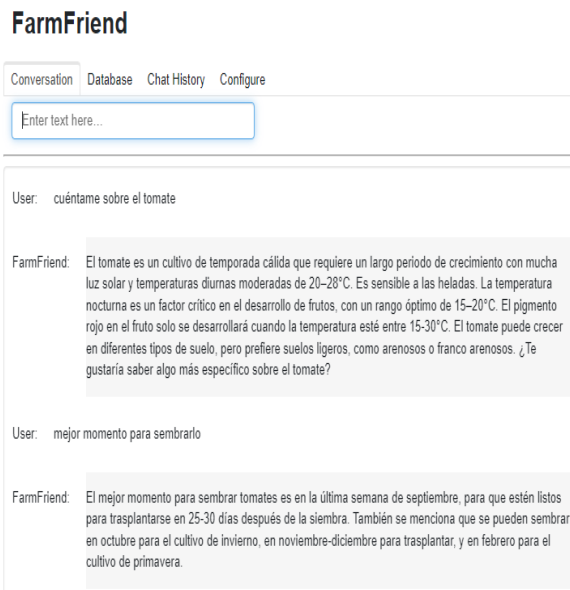 FarmFriend
Conversation Database Chat History Configure
Enter text here...
User: cuéntame sobre el tomate
FarmFriend: El tomate es un cultivo de temporada cálida que requiere un largo periodo de crecimiento con mucha
luz solar y temperaturas diurnas moderadas de 20–28°C. Es sensible a las heladas. La temperatura
nocturna es un factor crítico en el desarrollo de frutos, con un rango óptimo de 15–20°C. El pigmento
rojo en el fruto solo se desarrollará cuando la temperatura esté entre 15-30°C. El tomate puede crecer
en diferentes tipos de suelo, pero prefiere suelos ligeros, como arenosos o franco arenosos. ¿Te
gustaría saber algo más específico sobre el tomate?
User: mejor momento para sembrarlo
FarmFriend: El mejor momento para sembrar tomates es en la última semana de septiembre, para que estén listos
para trasplantarse en 25-30 días después de la siembra. También se menciona que se pueden sembrar
en octubre para el cultivo de invierno, en noviembre-diciembre para trasplantar, y en febrero para el
cultivo de primavera.